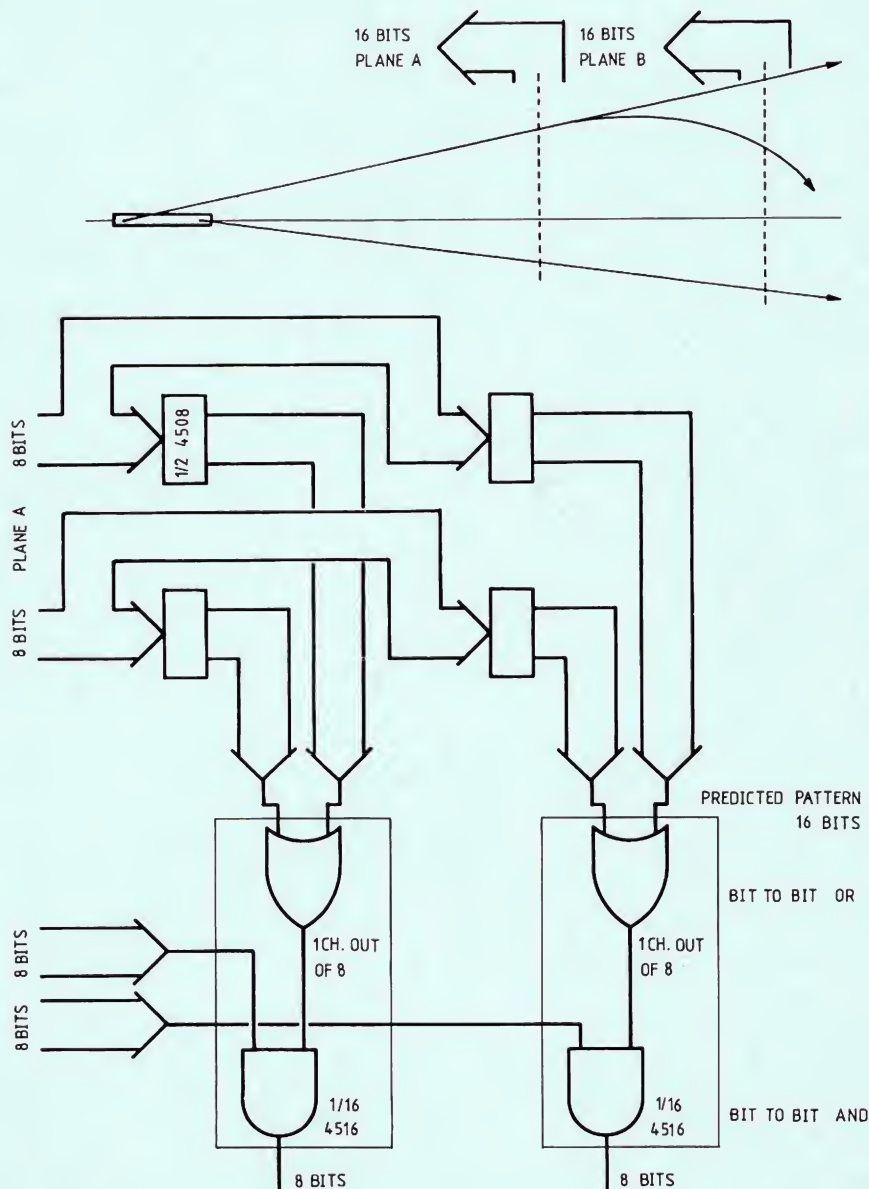 16 BITS
PLANE A
16 BITS
PLANE B
8 BITS
1/2 4508
PLANE A
8 BITS
PREDICTED PATTERN
16 BITS
BIT TO BIT OR
1CH. OUT
OF 8
1CH. OUT
OF 8
8 BITS
8 BITS
1/16
4516
1/16
4516
BIT TO BIT AND
8 BITS
8 BITS